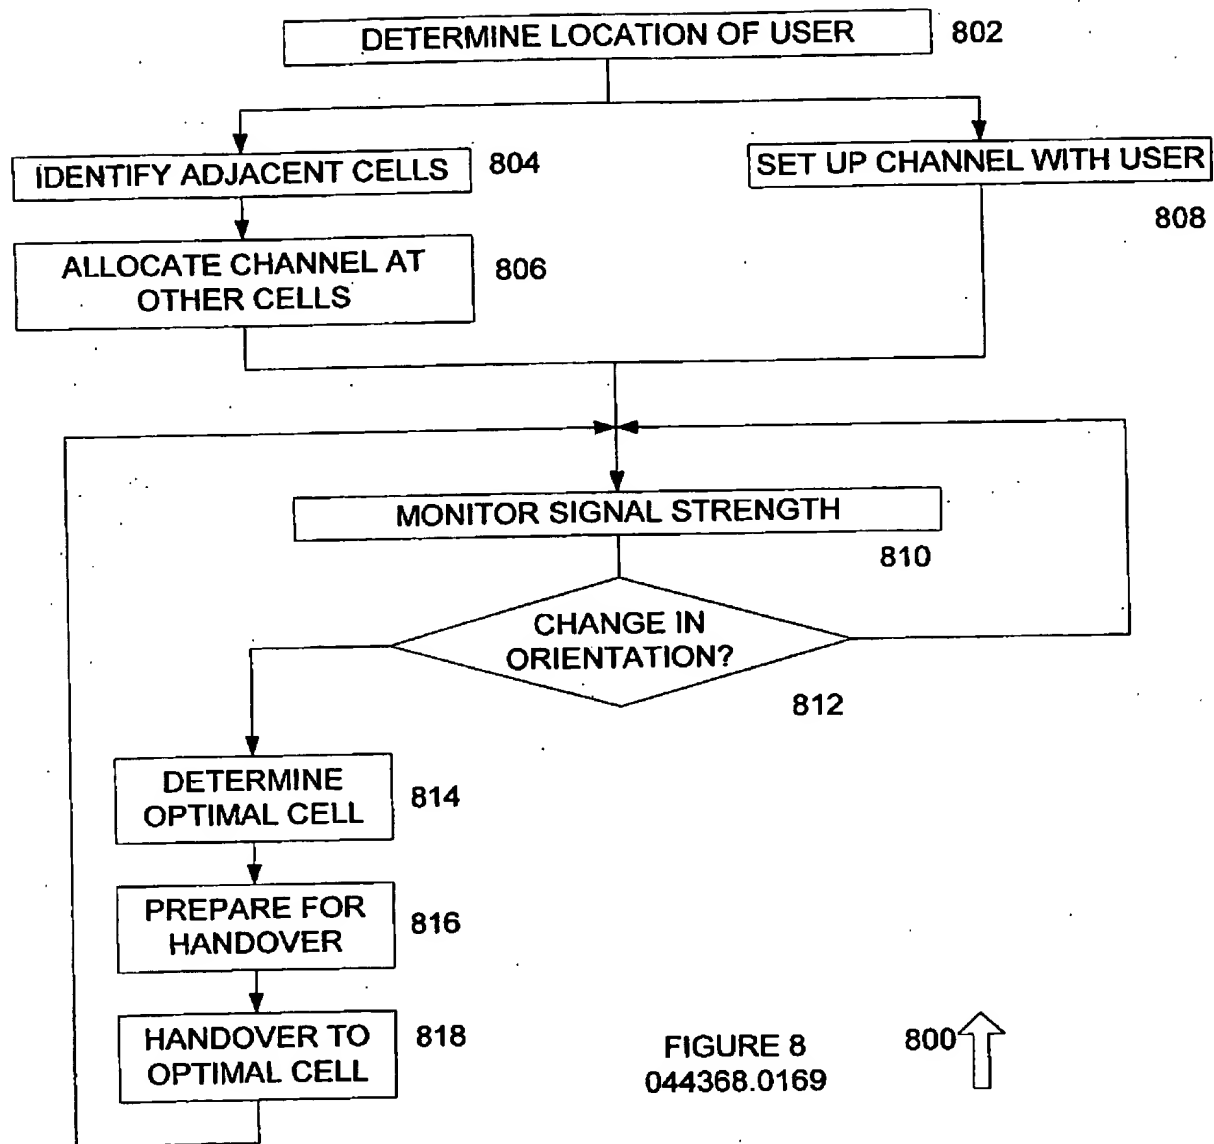 DETERMINE LOCATION OF USER
802
IDENTIFY ADJACENT CELLS
804
SET UP CHANNEL WITH USER
808
ALLOCATE CHANNEL AT
OTHER CELLS
806
MONITOR SIGNAL STRENGTH
810
CHANGE IN
ORIENTATION?
812
DETERMINE
OPTIMAL CELL
814
PREPARE FOR
HANDOVER
816
HANDOVER TO
OPTIMAL CELL
818
FIGURE 8
044368.0169
800